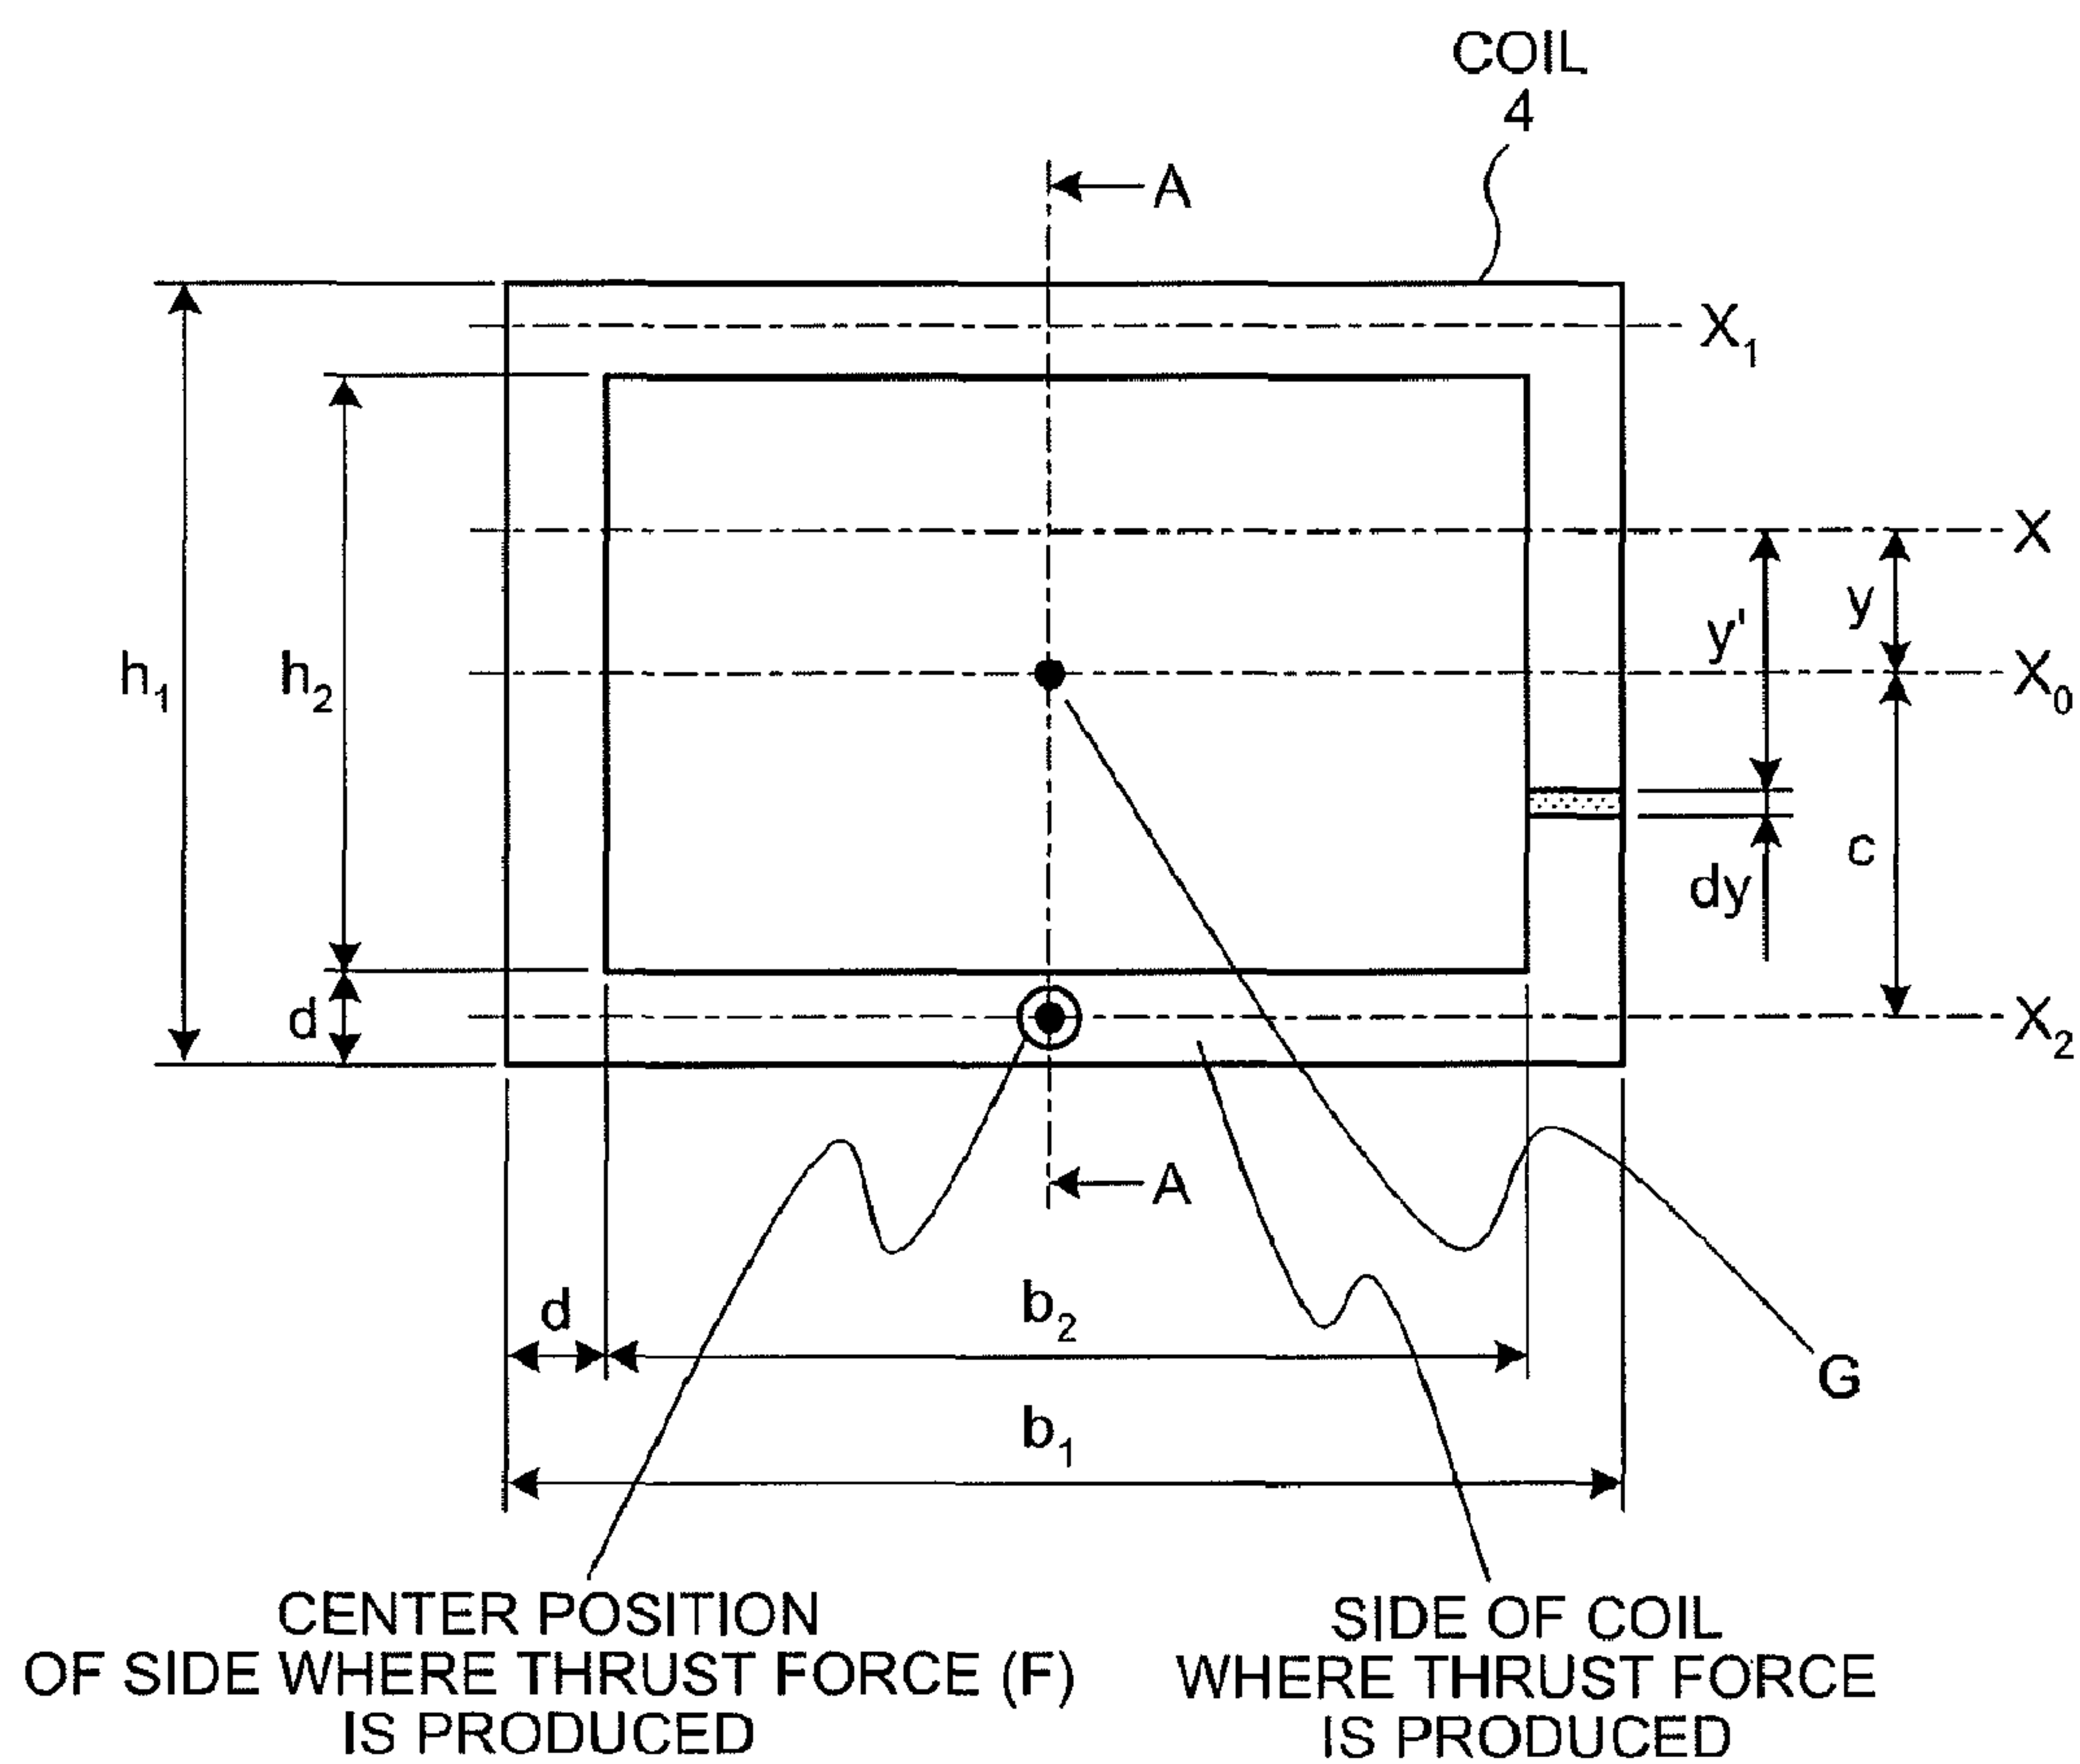 COIL
4
A
X₁
X
y
y'
h₁
h₂
X₀
c
dy
d
X₂
A
d
b₂
G
b₁
CENTER POSITION
OF SIDE WHERE THRUST FORCE (F)
IS PRODUCED
SIDE OF COIL
WHERE THRUST FORCE
IS PRODUCED